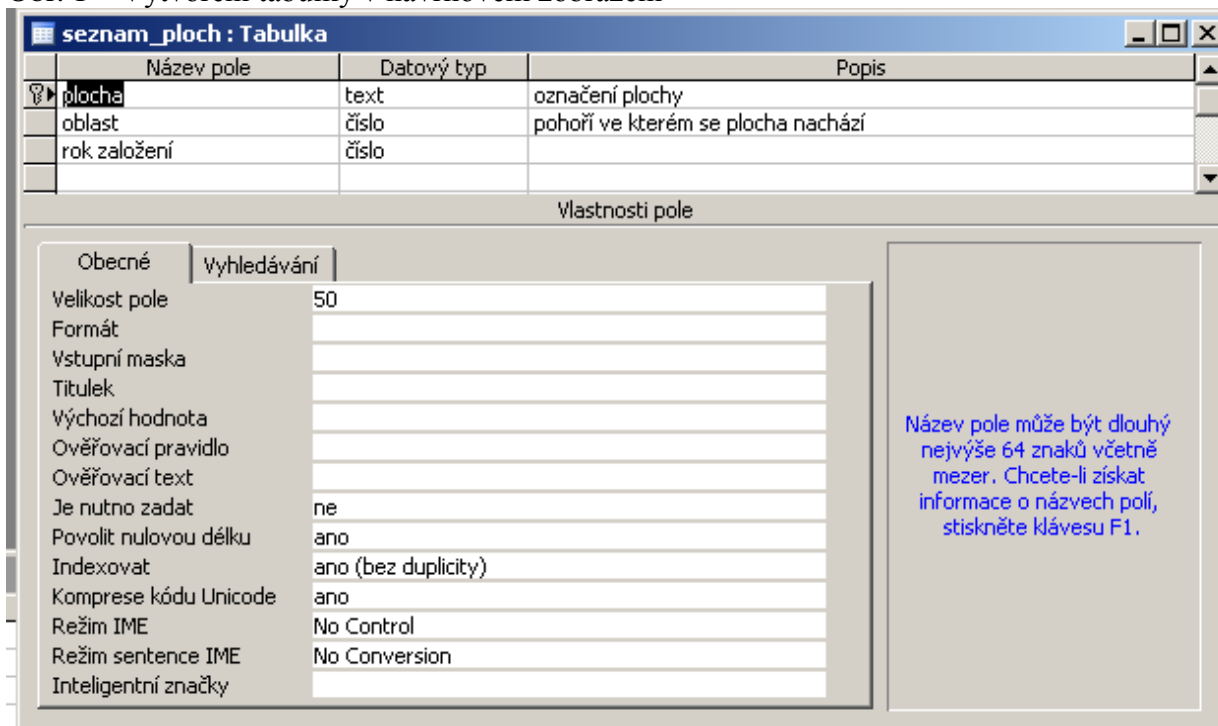 seznam_ploch : Tabulka
Název pole Datový typ Popis
plocha text označení plochy
oblast číslo pohoří ve kterém se plocha nachází
rok založení číslo
Vlastnosti pole
Obecné Vyhledávání
Velikost pole 50
Formát
Vstupní maska
Titulek
Výchozí hodnota
Ověřovací pravidlo
Ověřovací text
Je nutno zadat ne
Povolit nulovou délku ano
Indexovat ano (bez duplicity)
Komprese kódu Unicode ano
Režim IME No Control
Režim sentence IME No Conversion
Inteligentní značky
Název pole může být dlouhý
nejvýše 64 znaků včetně
mezer. Chcete-li získat
informace o názvech polí,
stiskněte klávesu F1.